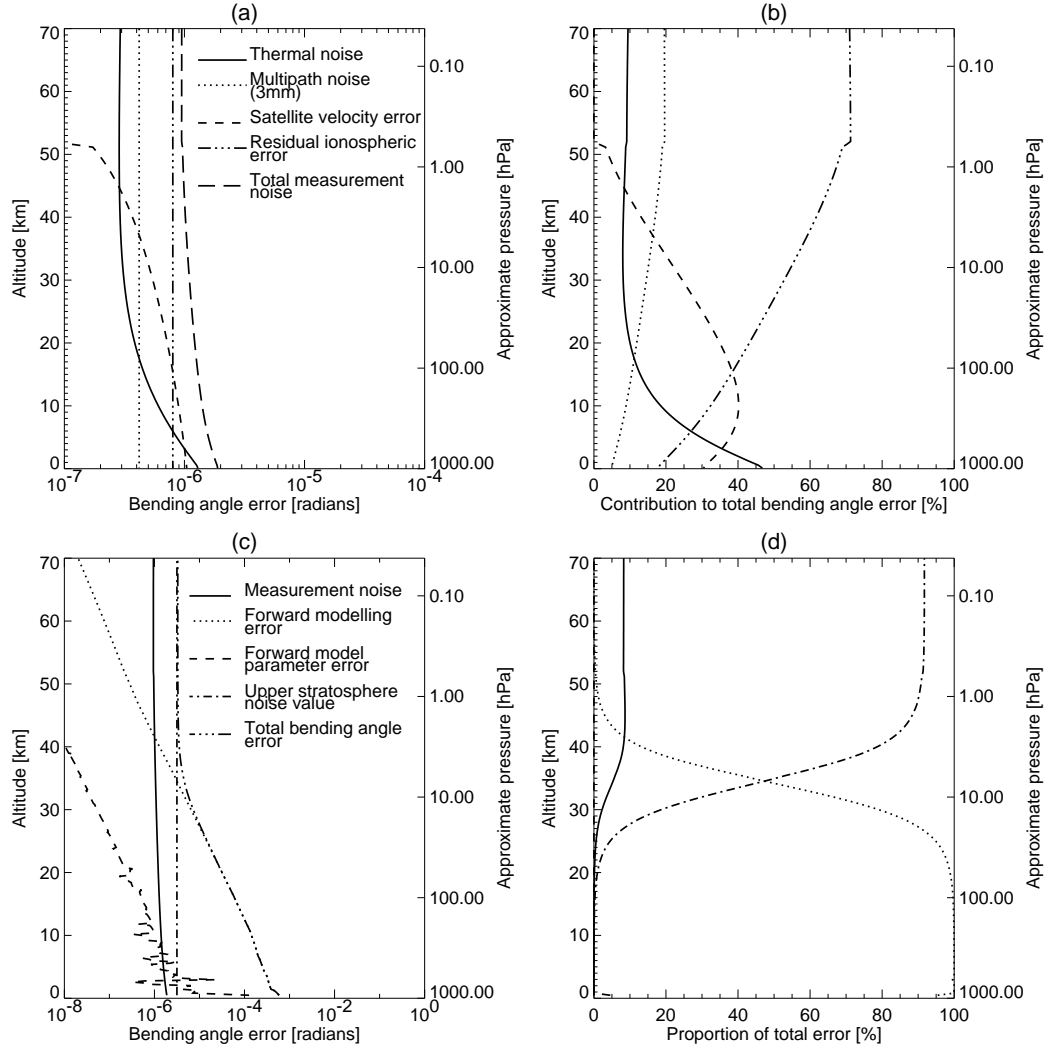 (a)
70
60
50
40
30
20
10
0
Altitude [km]
Thermal noise
Multipath noise
(3mm)
Satellite velocity error
Residual ionospheric
error
Total measurement
noise
0.10
1.00
10.00
100.00
1000.00
Approximate pressure [hPa]
10^-7
10^-6
10^-5
10^-4
Bending angle error [radians]
(b)
70
60
50
40
30
20
10
0
Altitude [km]
0.10
1.00
10.00
100.00
1000.00
Approximate pressure [hPa]
0
20
40
60
80
100
Contribution to total bending angle error [%]
(c)
70
60
50
40
30
20
10
0
Altitude [km]
Measurement noise
Forward modelling
error
Forward model
parameter error
Upper stratosphere
noise value
Total bending angle
error
0.10
1.00
10.00
100.00
1000.00
Approximate pressure [hPa]
10^-8
10^-6
10^-4
10^-2
10^0
Bending angle error [radians]
(d)
70
60
50
40
30
20
10
0
Altitude [km]
0.10
1.00
10.00
100.00
1000.00
Approximate pressure [hPa]
0
20
40
60
80
100
Proportion of total error [%]